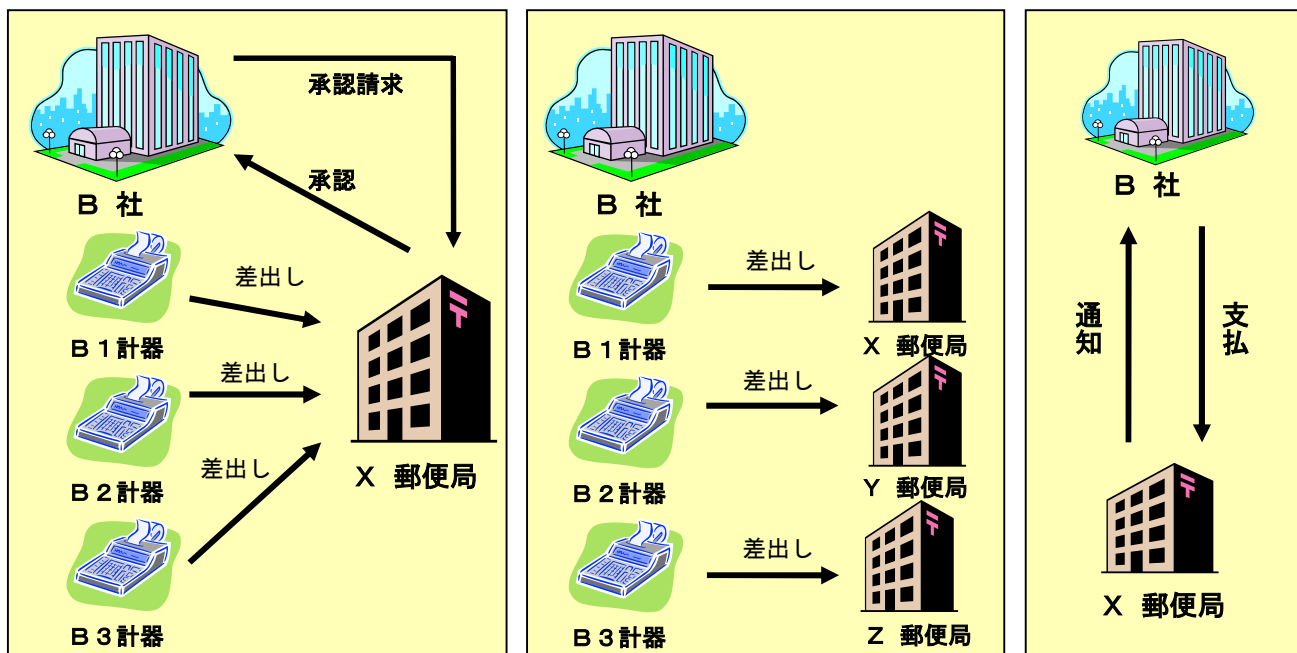 承認請求
承認
Ｂ 社
差出し
Ｂ１計器
差出し
Ｂ２計器
差出し
Ｘ 郵便局
Ｂ３計器
Ｂ 社
差出し
Ｂ１計器
Ｘ 郵便局
差出し
Ｂ２計器
Ｙ 郵便局
差出し
Ｂ３計器
Ｚ 郵便局
Ｂ 社
通知
支払
Ｘ 郵便局